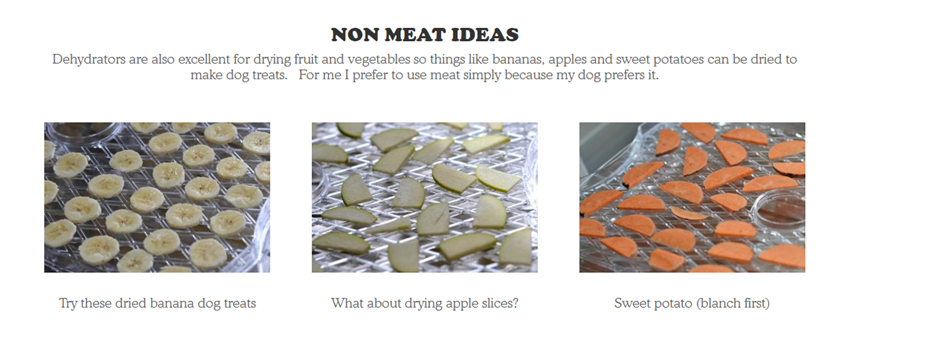 NON MEAT IDEAS
Dehydrators are also excellent for drying fruit and vegetables so things like bananas, apples and sweet potatoes can be dried to
make dog treats. For me I prefer to use meat simply because my dog prefers it.
Try these dried banana dog treats
What about drying apple slices?
Sweet potato (blanch first)